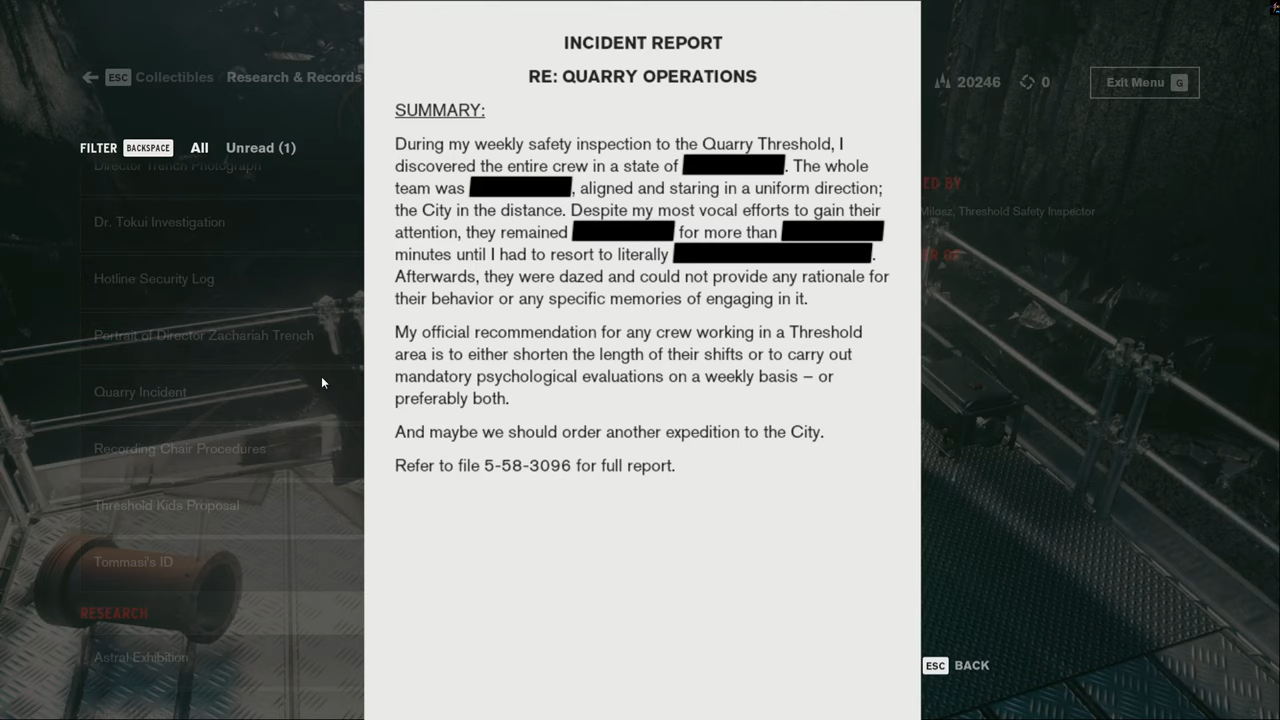 INCIDENT REPORT
RE: QUARRY OPERATIONS
← ESC Collectibles / Research & Records
20246 0 Exit Menu G
SUMMARY:
FILTER BACKSPACE All Unread (1)
During my weekly safety inspection to the Quarry Threshold, I
discovered the entire crew in a state of . The whole
team was , aligned and staring in a uniform direction;
the City in the distance. Despite my most vocal efforts to gain their
attention, they remained for more than
minutes until I had to resort to literally .
Afterwards, they were dazed and could not provide any rationale for
their behavior or any specific memories of engaging in it.
My official recommendation for any crew working in a Threshold
area is to either shorten the length of their shifts or to carry out
mandatory psychological evaluations on a weekly basis – or
preferably both.
And maybe we should order another expedition to the City.
Refer to file 5-58-3096 for full report.
Director Trench Photograph
Dr. Tokui Investigation
Hotline Security Log
Portrait of Director Zachariah Trench
Quarry Incident
Recording Chair Procedures
Threshold Kids Proposal
Tommasi's ID
RESEARCH
Astral Exhibition
ED BY
Threshold Safety Inspector
ESC BACK